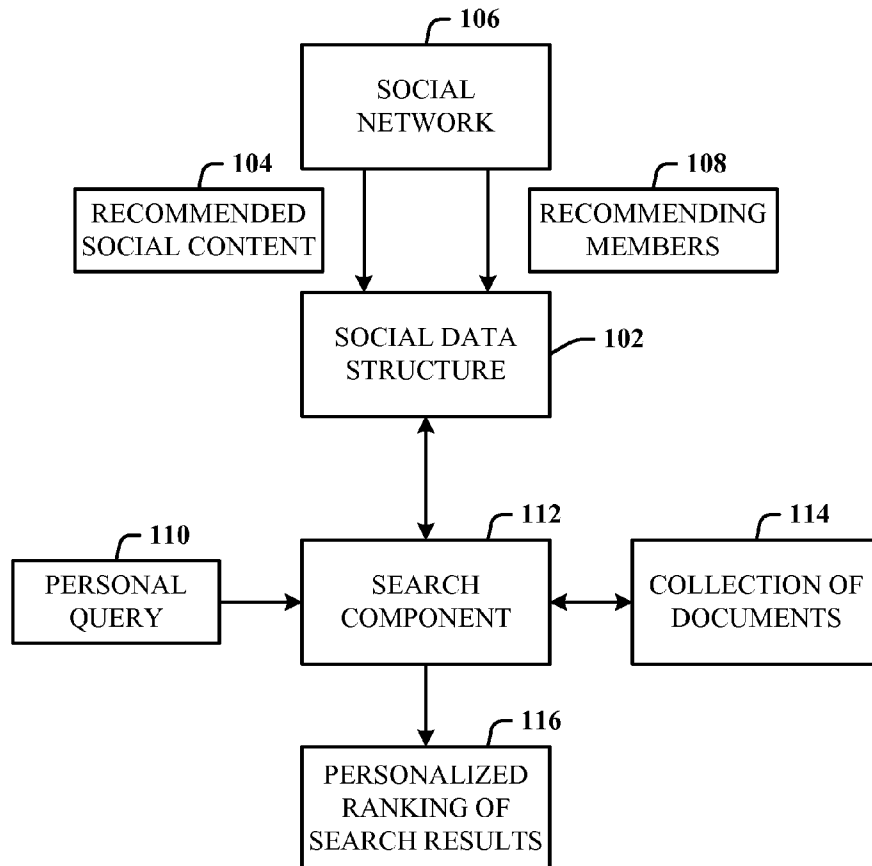 106
SOCIAL
NETWORK
104
RECOMMENDED
SOCIAL CONTENT
108
RECOMMENDING
MEMBERS
SOCIAL DATA
STRUCTURE
102
110
PERSONAL
QUERY
112
SEARCH
COMPONENT
114
COLLECTION OF
DOCUMENTS
116
PERSONALIZED
RANKING OF
SEARCH RESULTS